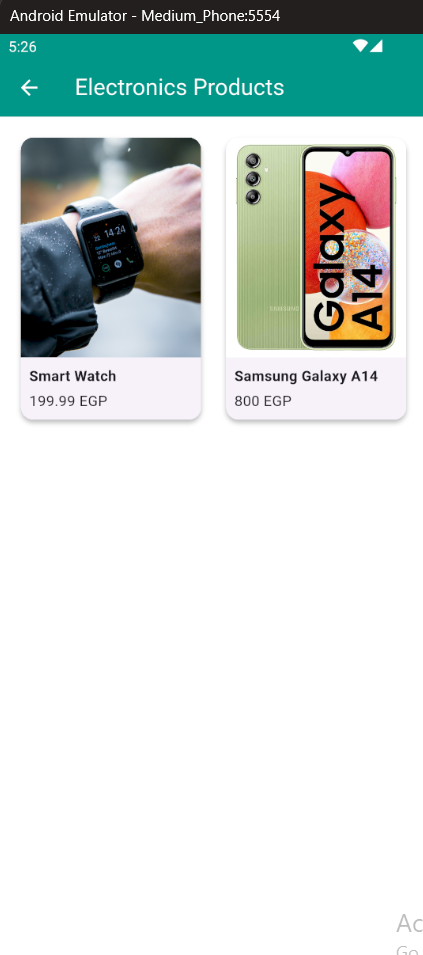 Android Emulator - Medium_Phone:5554
5:26
Electronics Products
14:24
SAMSUNG
Galaxy
A14
Smart Watch
Samsung Galaxy A14
199.99 EGP
800 EGP
Ac
Go